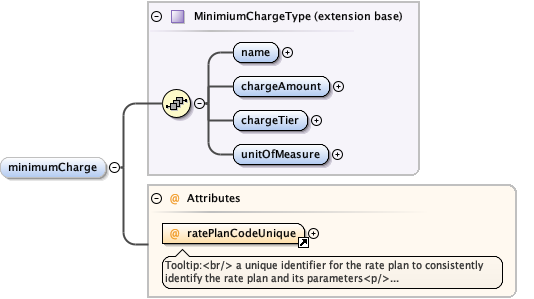 MinimiumChargeType (extension base)
name
chargeAmount
chargeTier
unitOfMeasure
minimumCharge
@ Attributes
@ ratePlanCodeUnique
Tooltip:<br/> a unique identifier for the rate plan to consistently
identify the rate plan and its parameters<p/>...